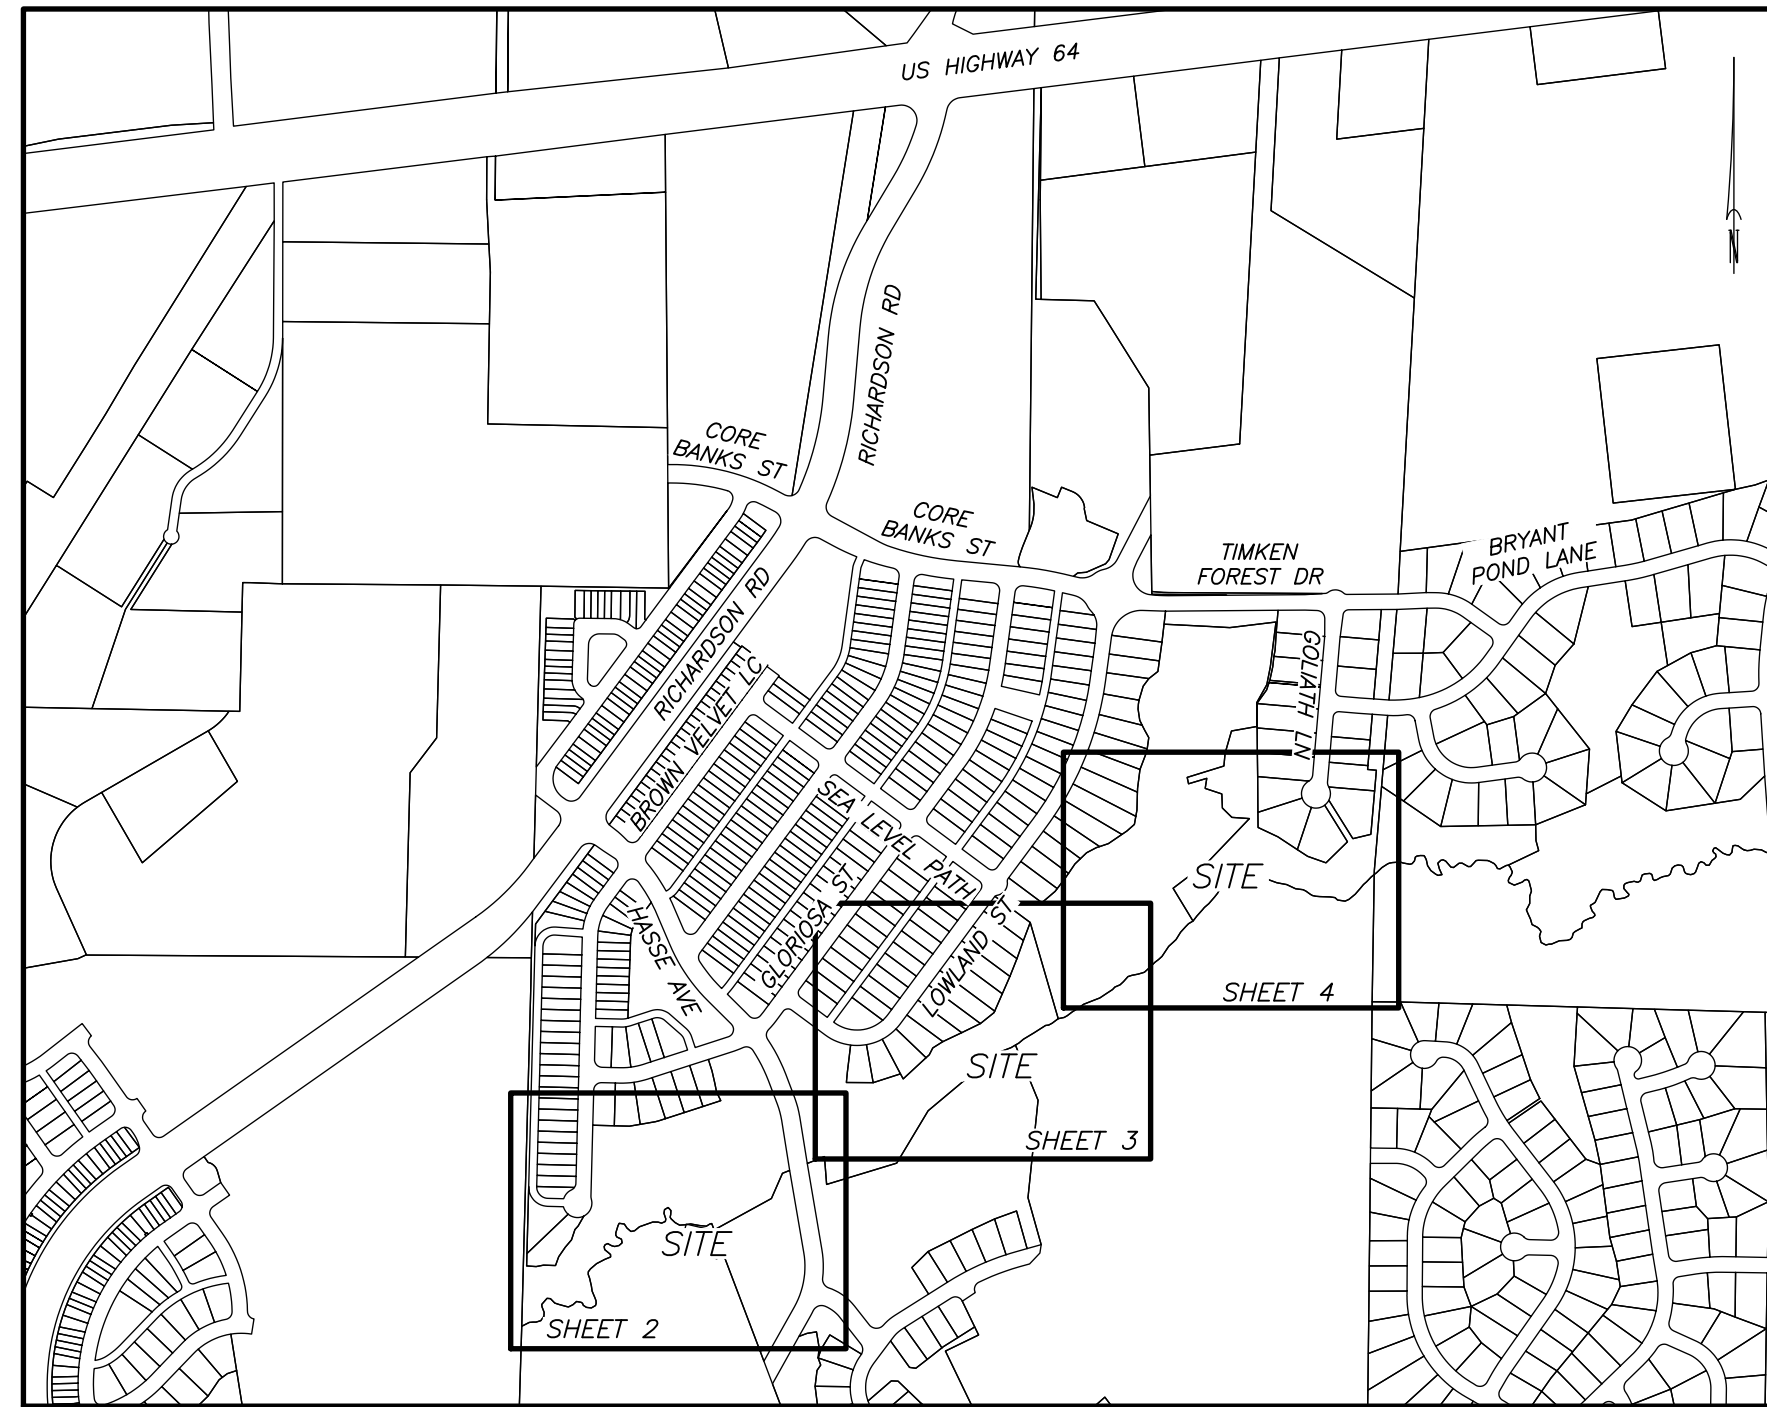 US HIGHWAY 64
N
RICHARDSON RD
CORE
BANKS ST
CORE
BANKS ST
TIMKEN
FOREST DR
BRYANT
POND LANE
RICHARDSON RD
GOLIATH LN
BROWN VELVET LC
SEA LEVEL PATH
GLORIOSA ST
HASSE AVE
LOWLAND ST
SITE
SHEET 4
SITE
SHEET 3
SITE
SHEET 2